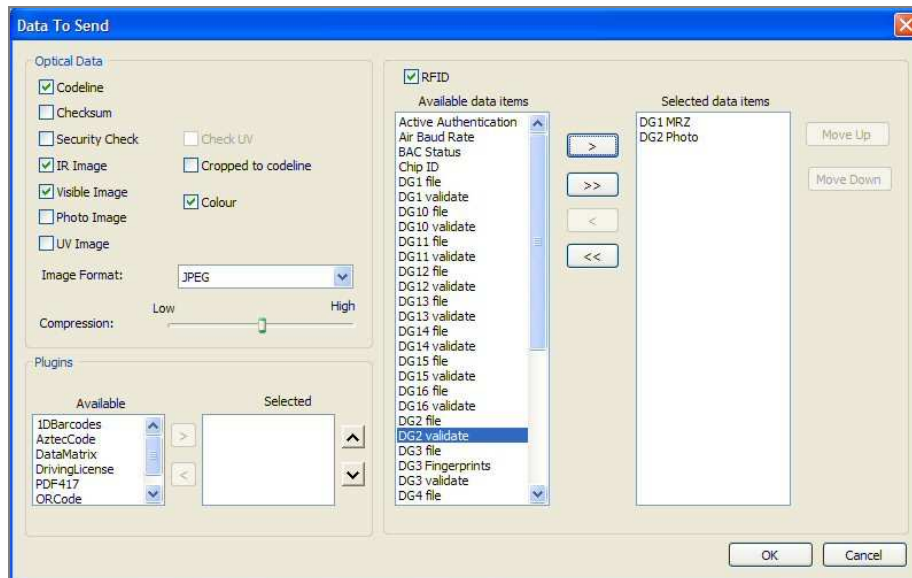 Data To Send
Optical Data
Codeline
Checksum
Security Check
Check UV
IR Image
Cropped to codeline
Visible Image
Colour
Photo Image
UV Image
Image Format:
JPEG
Low
High
Compression:
Plugins
Available
Selected
1DBarcodes
AztecCode
DataMatrix
DrivingLicense
PDF417
QRCode
>
<
RFID
Available data items
Selected data items
Active Authentication
Air Baud Rate
BAC Status
Chip ID
DG1 file
DG1 validate
DG10 file
DG10 validate
DG11 file
DG11 validate
DG12 file
DG12 validate
DG13 file
DG13 validate
DG14 file
DG14 validate
DG15 file
DG15 validate
DG16 file
DG16 validate
DG2 file
DG2 validate
DG3 file
DG3 Fingerprints
DG3 validate
DG4 file
>
>>
<
<<
DG1 MRZ
DG2 Photo
Move Up
Move Down
OK
Cancel